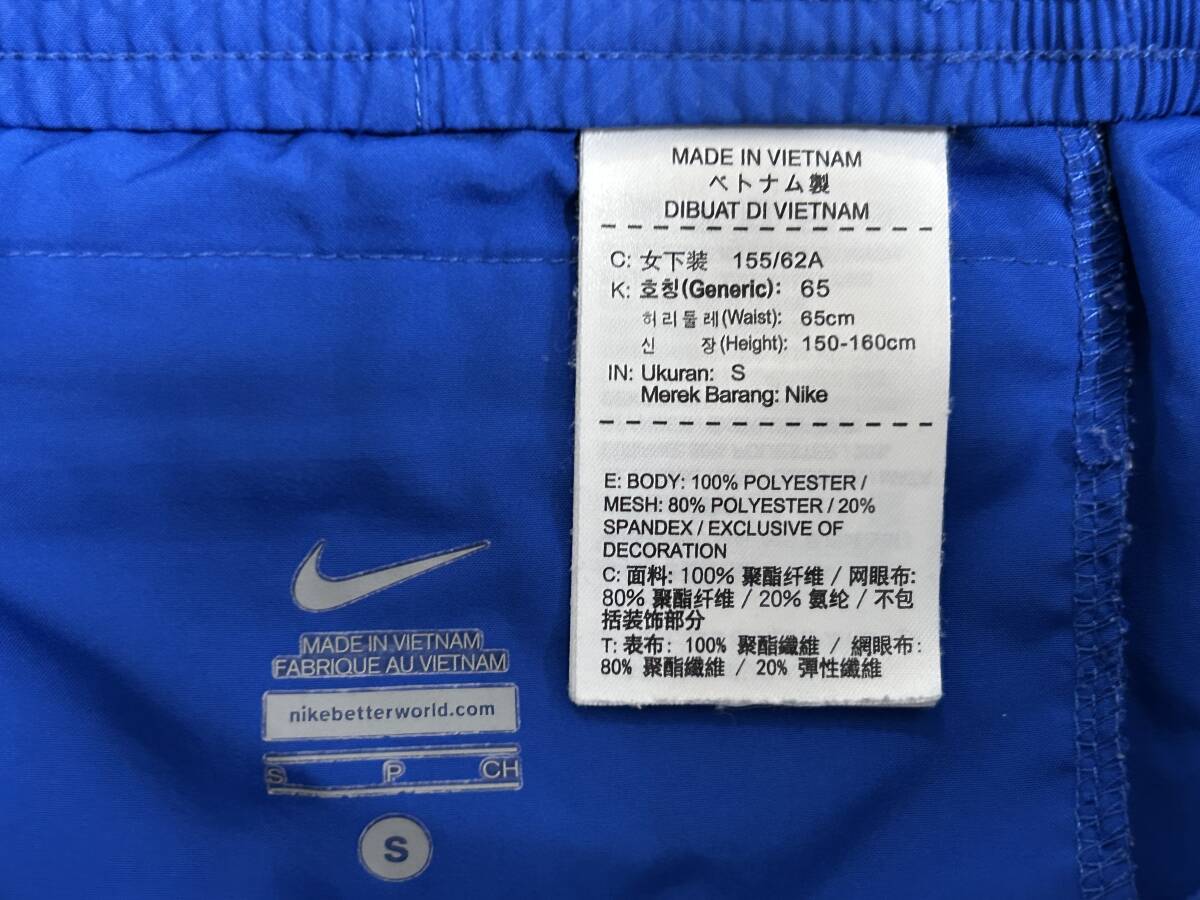 MADE IN VIETNAM
ベトナム製
DIBUAT DI VIETNAM
C: 女下装 155/62A
K: 호칭(Generic): 65
허리둘레(Waist): 65cm
신 장(Height): 150-160cm
IN: Ukuran: S
Merek Barang: Nike
E: BODY: 100% POLYESTER /
MESH: 80% POLYESTER / 20%
SPANDEX / EXCLUSIVE OF
DECORATION
C: 面料: 100% 聚酯纤维 / 网眼布:
80% 聚酯纤维 / 20% 氨纶 / 不包
括装饰部分
T: 表布: 100% 聚酯纖維 / 網眼布:
80% 聚酯纖維 / 20% 彈性纖維
MADE IN VIETNAM
FABRIQUE AU VIETNAM
nikebetterworld.com
S P CH
S